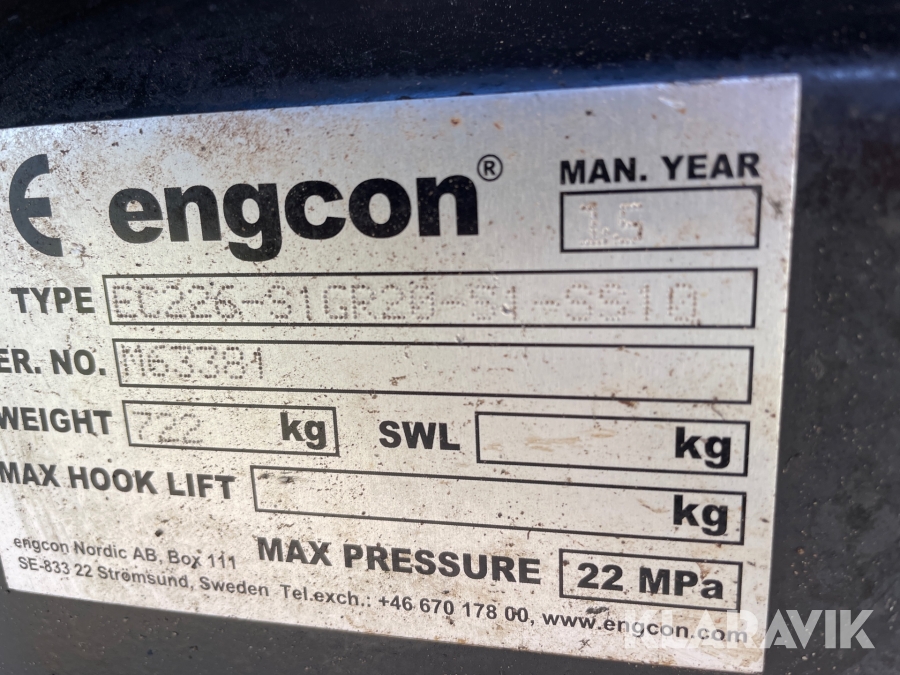 CE engcon® MAN. YEAR
15
TYPE EC226-S1GR20-S1-SS10
ER. NO. M63381
WEIGHT 722 kg SWL kg
MAX HOOK LIFT kg
MAX PRESSURE 22 MPa
engcon Nordic AB, Box 111
SE-833 22 Strömsund, Sweden Tel.exch.: +46 670 178 00, www.engcon.com
KLARAVIK